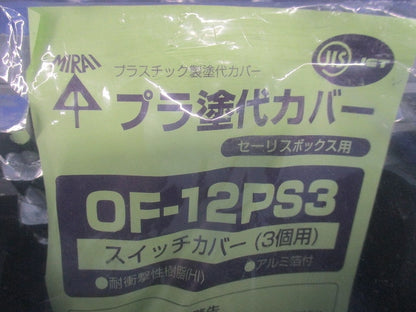 MIRAI
JIS JET
プラスチック製塗代カバー
プラ塗代カバー
セーリスボックス用
OF-12PS3
スイッチカバー(3個用)
●耐衝撃性樹脂(HI) ●アルミ箔付